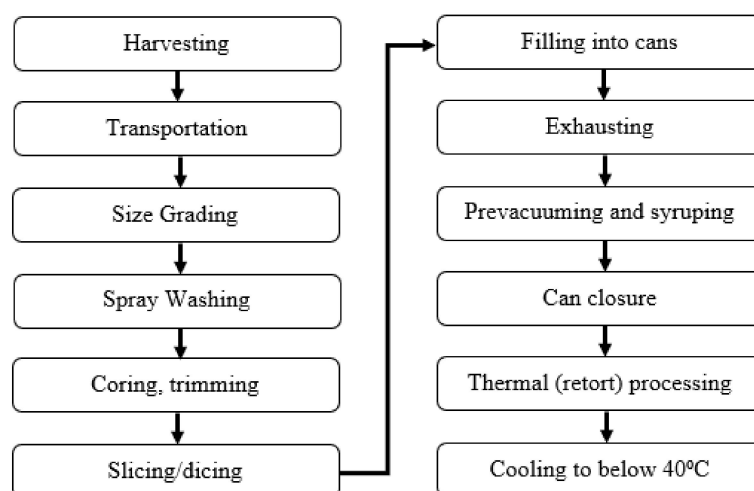 Harvesting
Transportation
Size Grading
Spray Washing
Coring, trimming
Slicing/dicing
Filling into cans
Exhausting
Prevacuuming and syruping
Can closure
Thermal (retort) processing
Cooling to below 40⁰C